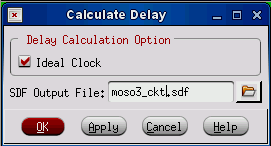 Calculate Delay
Delay Calculation Option
Ideal Clock
SDF Output File: moso3_ckt.sdf
OK Apply Cancel Help